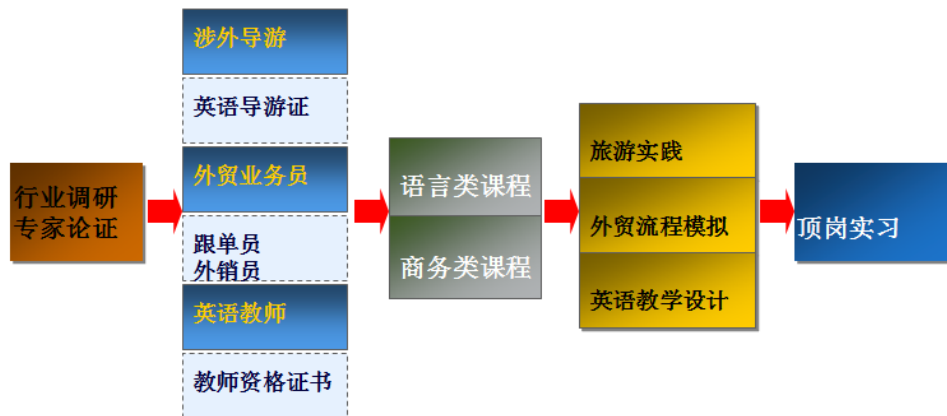 行业调研
专家论证
涉外导游
英语导游证
外贸业务员
跟单员
外销员
英语教师
教师资格证书
语言类课程
商务类课程
旅游实践
外贸流程模拟
英语教学设计
顶岗实习